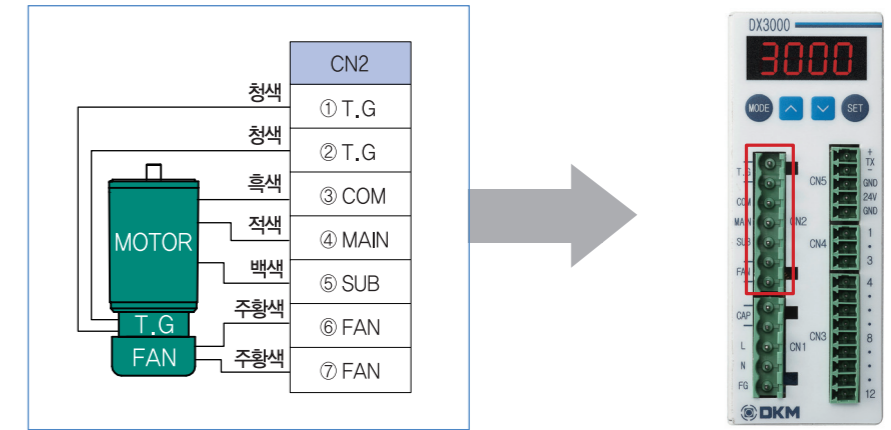 CN2
청색
① T.G
청색
② T.G
흑색
③ COM
적색
④ MAIN
백색
⑤ SUB
주황색
⑥ FAN
주황색
⑦ FAN
MOTOR
T.G
FAN
DX3000
3000
MODE
SET
T.G
COM
MAIN
SUB
FAN
CN2
CAP
L
N
FG
CN1
CN5
+
TX
-
GND
24V
GND
CN4
1
•
3
CN3
4
•
•
•
8
•
•
•
12
DKM